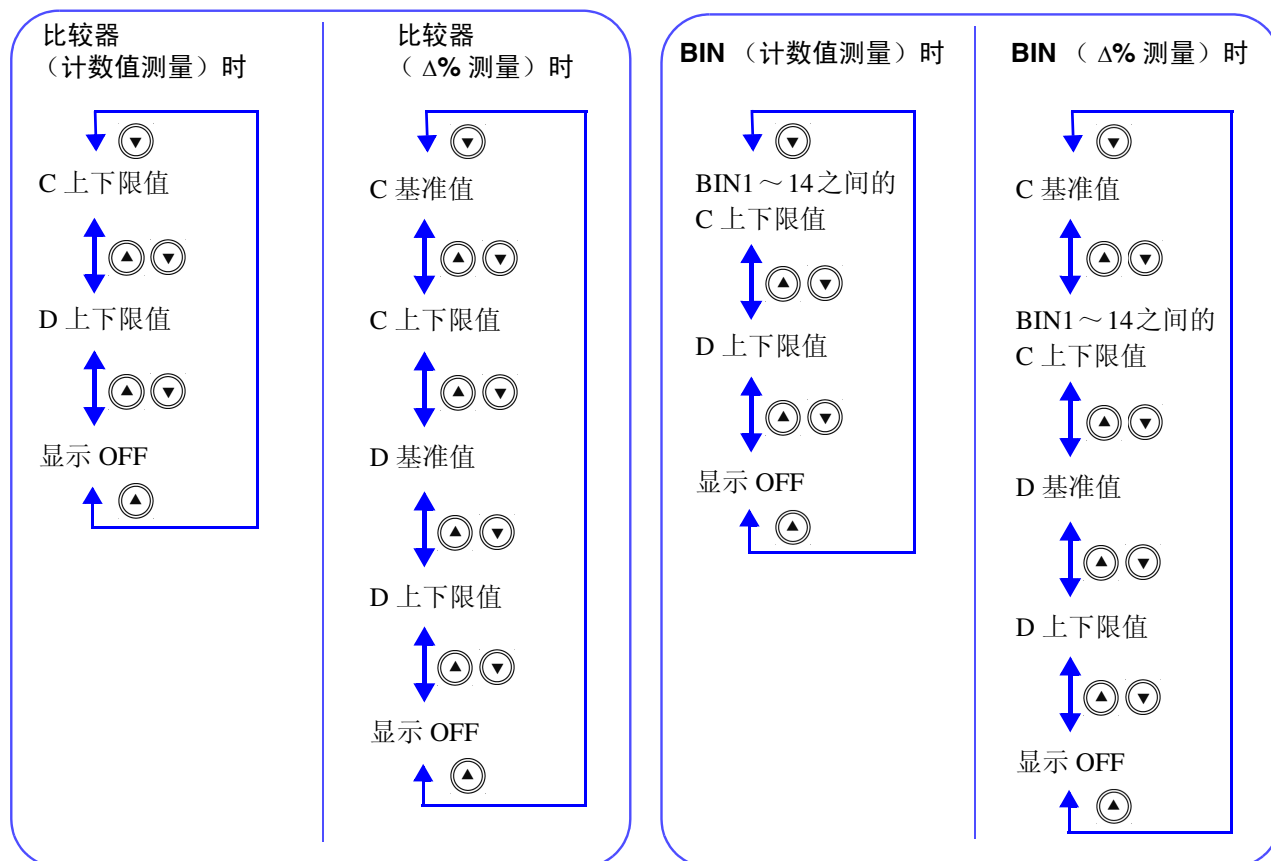 比较器
（计数值测量）时
C 上下限值
D 上下限值
显示 OFF
比较器
（ Δ% 测量）时
C 基准值
C 上下限值
D 基准值
D 上下限值
显示 OFF
BIN （计数值测量）时
BIN1～14之间的
C 上下限值
D 上下限值
显示 OFF
BIN （ Δ% 测量）时
C 基准值
BIN1～14之间的
C 上下限值
D 基准值
D 上下限值
显示 OFF